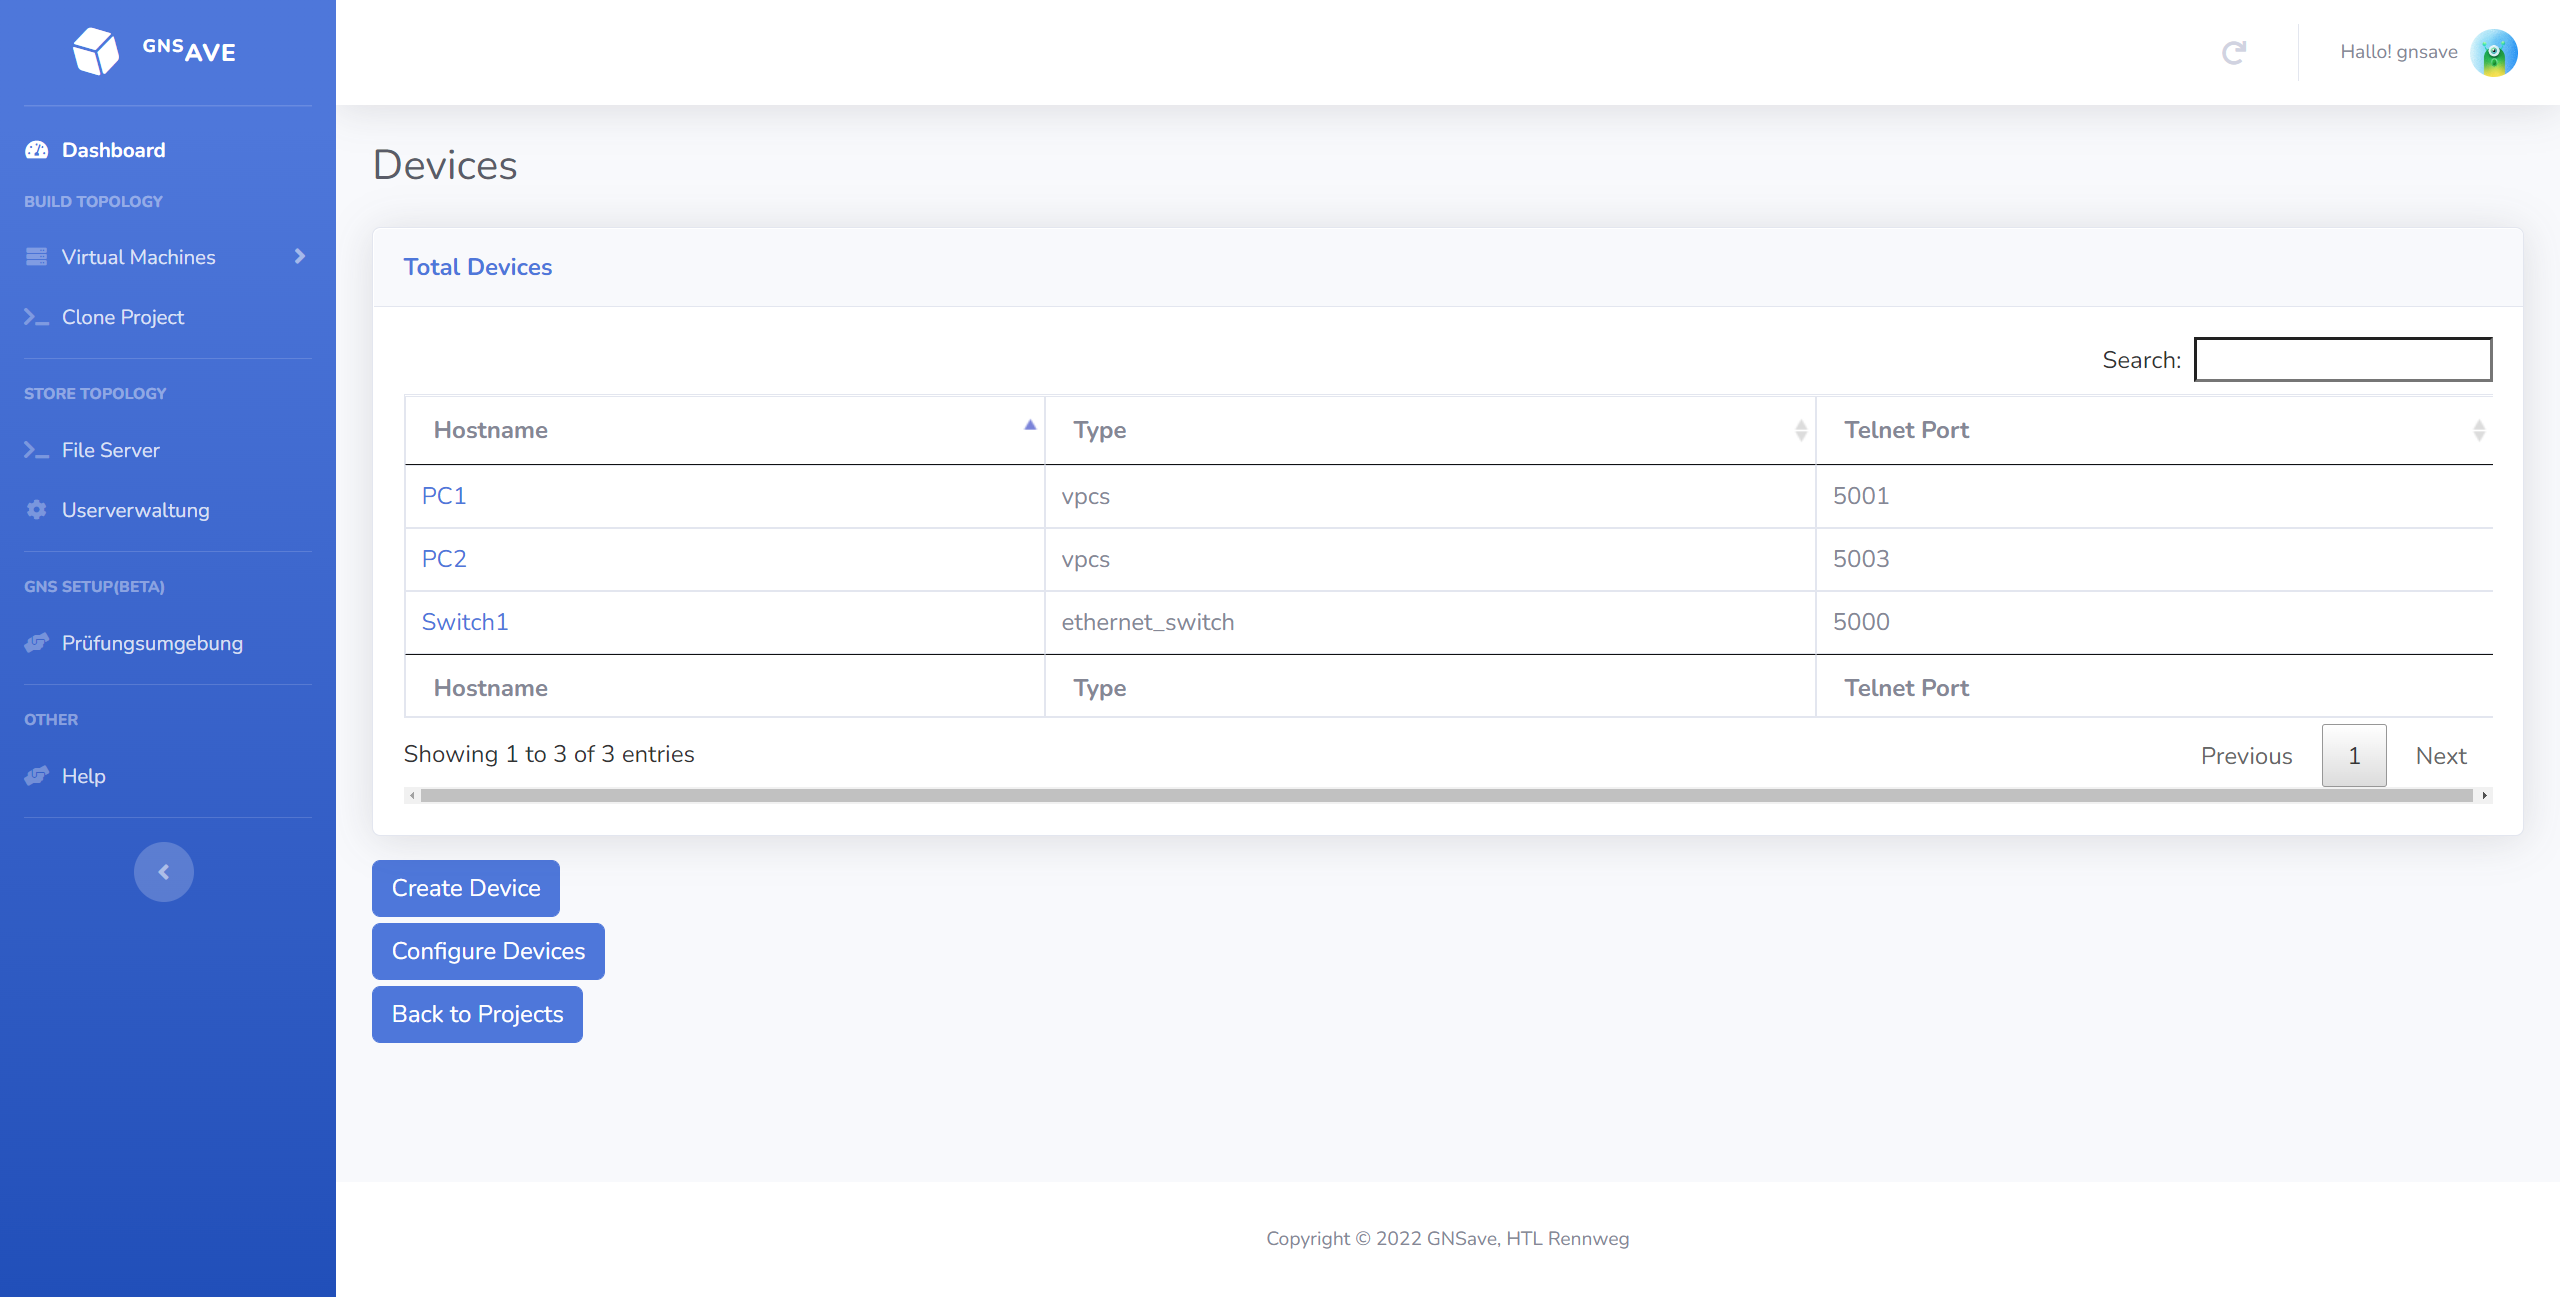 GNSAVE
Hallo! gnsave
Dashboard
BUILD TOPOLOGY
Virtual Machines
Clone Project
STORE TOPOLOGY
File Server
Userverwaltung
GNS SETUP(BETA)
Prüfungsumgebung
OTHER
Help
Devices
Total Devices
Search:
Hostname Type Telnet Port
PC1 vpcs 5001
PC2 vpcs 5003
Switch1 ethernet_switch 5000
Hostname Type Telnet Port
Showing 1 to 3 of 3 entries Previous 1 Next
Create Device
Configure Devices
Back to Projects
Copyright © 2022 GNSave, HTL Rennweg